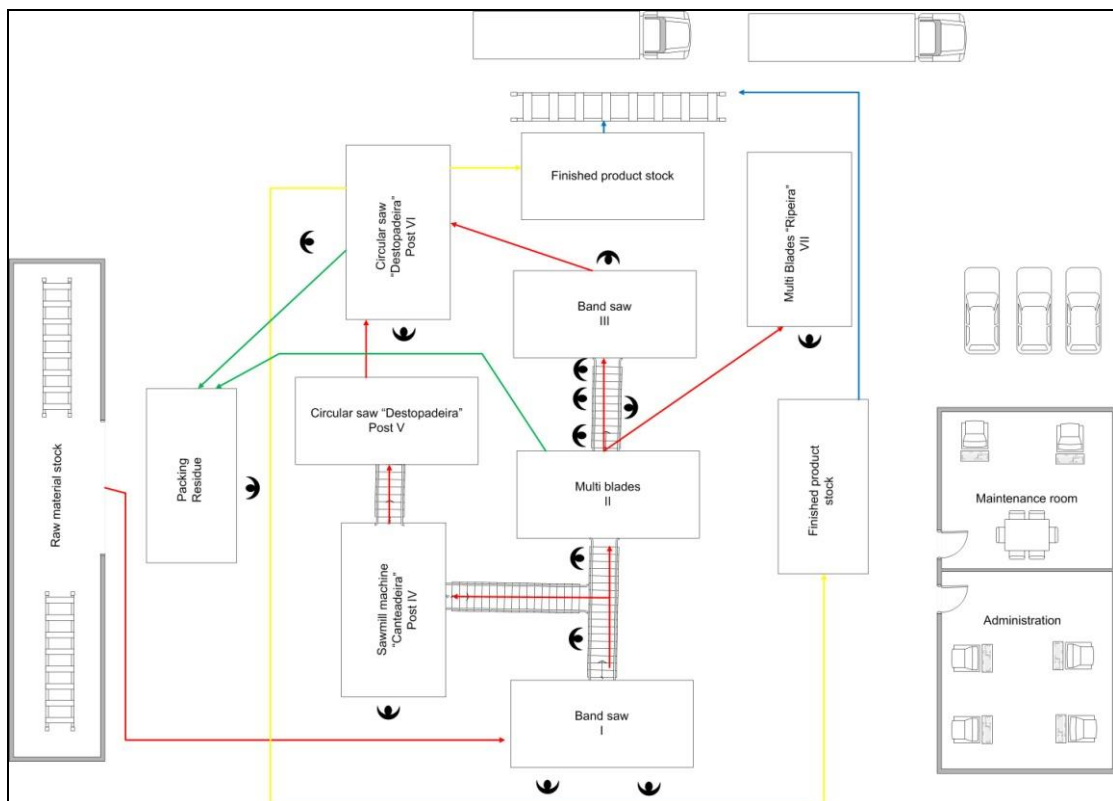 Finished product stock
Circular saw
"Destopadeira"
Post VI
Multi Blades "Ripeira"
VII
Band saw
III
Circular saw "Destopadeira"
Post V
Packing
Residue
Raw material stock
Multi blades
II
Finished product
stock
Maintenance room
Sawmill machine
"Canteadeira"
Post IV
Administration
Band saw
I